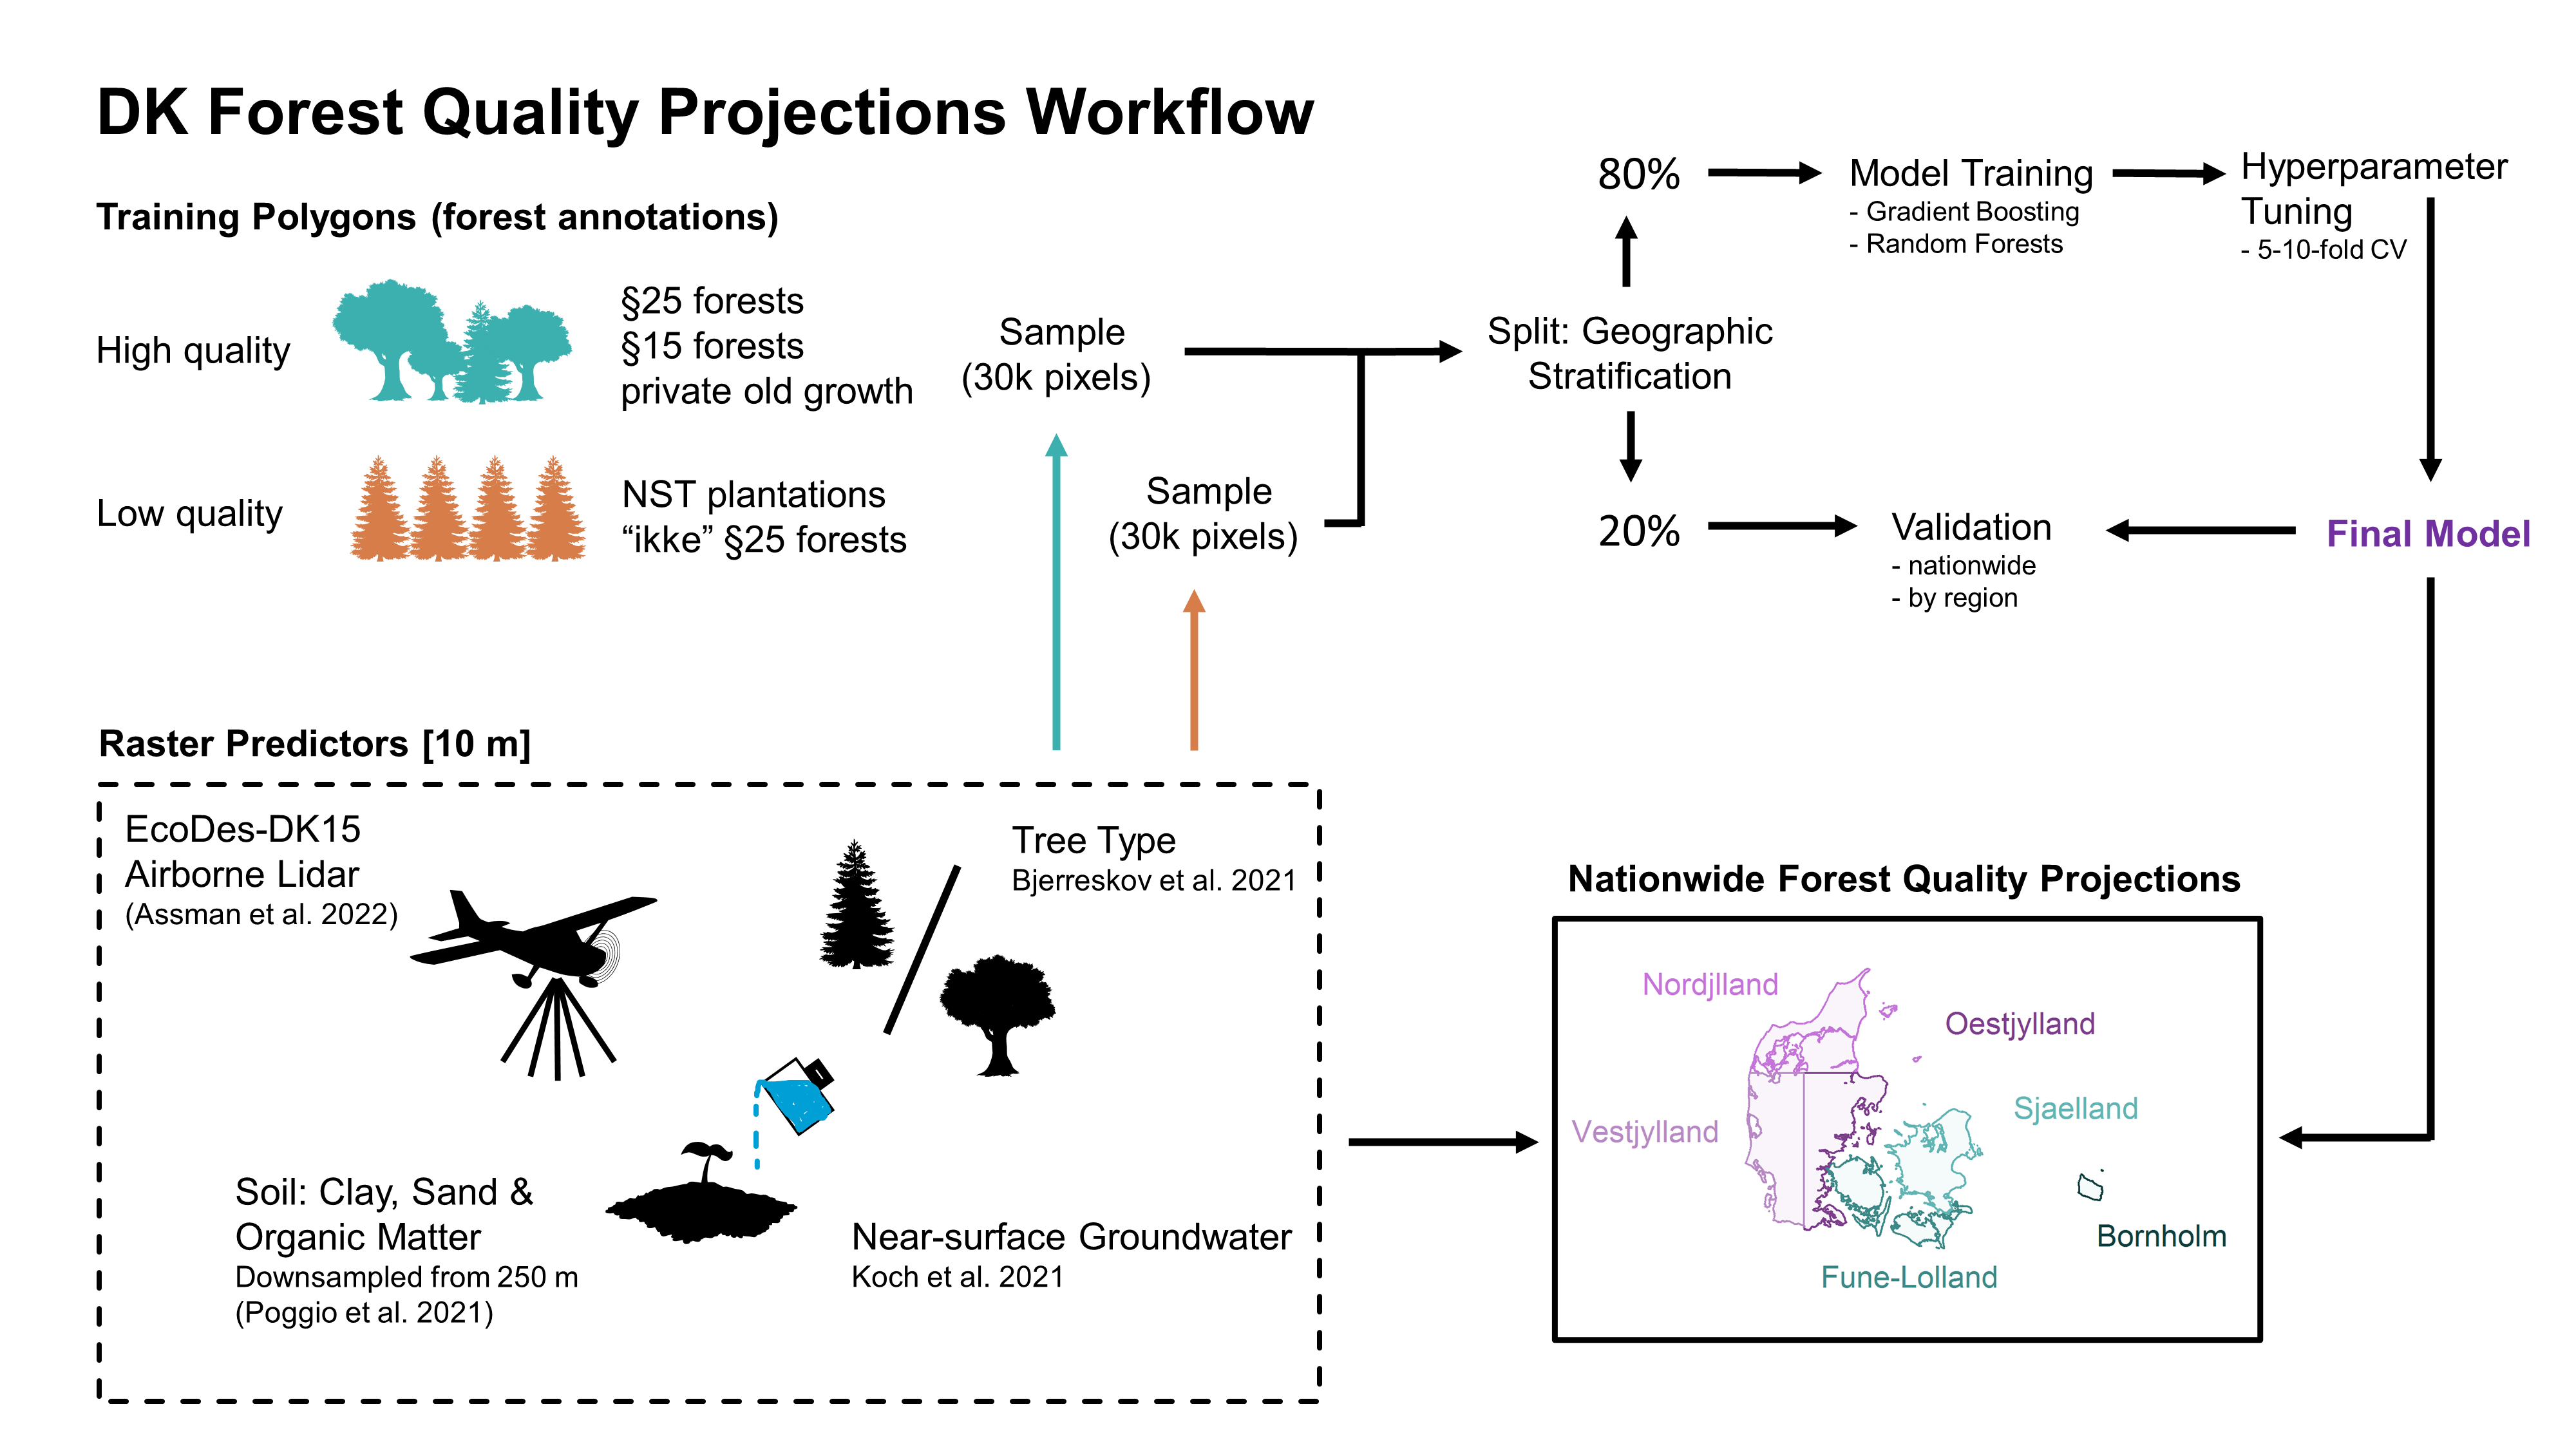 DK Forest Quality Projections Workflow
Training Polygons (forest annotations)
High quality
§25 forests
§15 forests
private old growth
Low quality
NST plantations
“ikke” §25 forests
Sample
(30k pixels)
Sample
(30k pixels)
Split: Geographic
Stratification
80%
Model Training
- Gradient Boosting
- Random Forests
Hyperparameter
Tuning
- 5-10-fold CV
20%
Validation
- nationwide
- by region
Final Model
Raster Predictors [10 m]
EcoDes-DK15
Airborne Lidar
(Assman et al. 2022)
Tree Type
Bjerreskov et al. 2021
Soil: Clay, Sand &
Organic Matter
Downsampled from 250 m
(Poggio et al. 2021)
Near-surface Groundwater
Koch et al. 2021
Nationwide Forest Quality Projections
Nordjlland
Oestjylland
Vestjylland
Sjaelland
Bornholm
Fune-Lolland